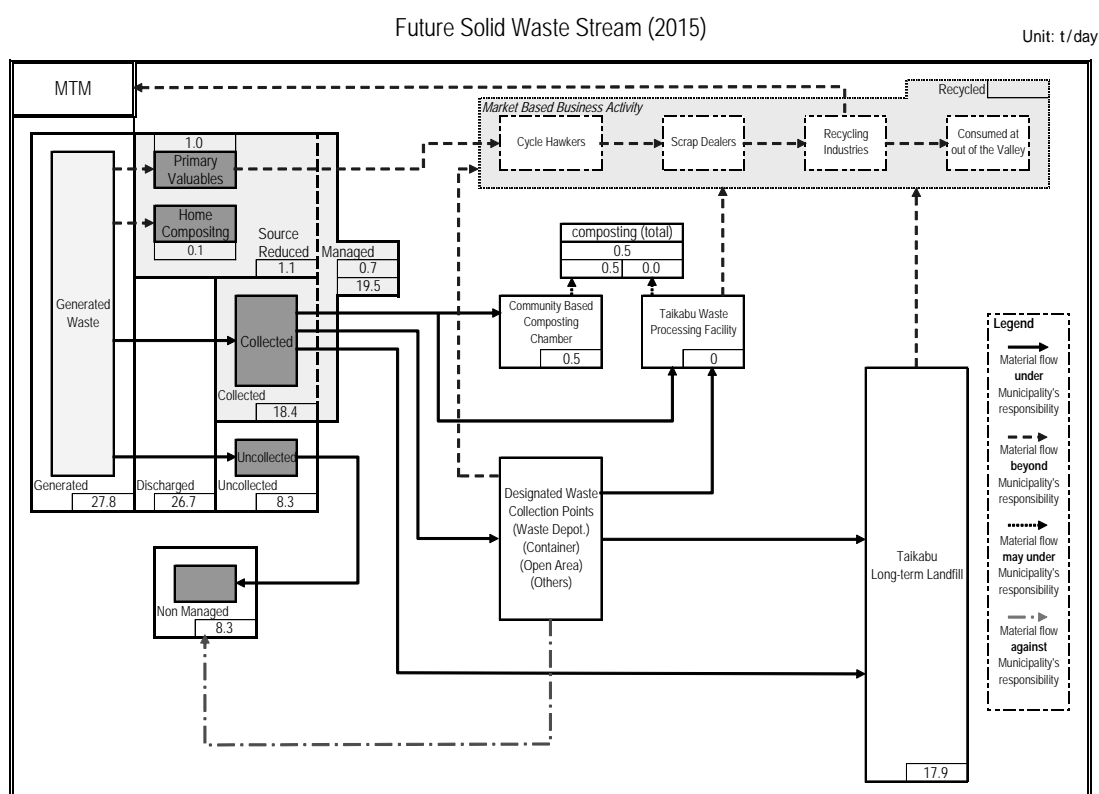 Future Solid Waste Stream (2015)
Unit: t/day
MTM
Recycled
Market Based Business Activity
Cycle Hawkers
Scrap Dealers
Recycling
Industries
Consumed at
out of the Valley
1.0
Primary
Valuables
Home
Compositng
0.1
Source
Reduced
1.1
Managed
0.7
19.5
composting (total)
0.5
0.5
0.0
Generated
Waste
Collected
Collected
18.4
Community Based
Composting
Chamber
0.5
Taikabu Waste
Processing Facility
0
Uncollected
Generated
27.8
Discharged
26.7
Uncollected
8.3
Designated Waste
Collection Points
(Waste Depot.)
(Container)
(Open Area)
(Others)
Non Managed
8.3
Taikabu
Long-term Landfill
17.9
Legend
Material flow
under
Municipality's
responsibility
Material flow
beyond
Municipality's
responsibility
Material flow
may under
Municipality's
responsibility
Material flow
against
Municipality's
responsibility